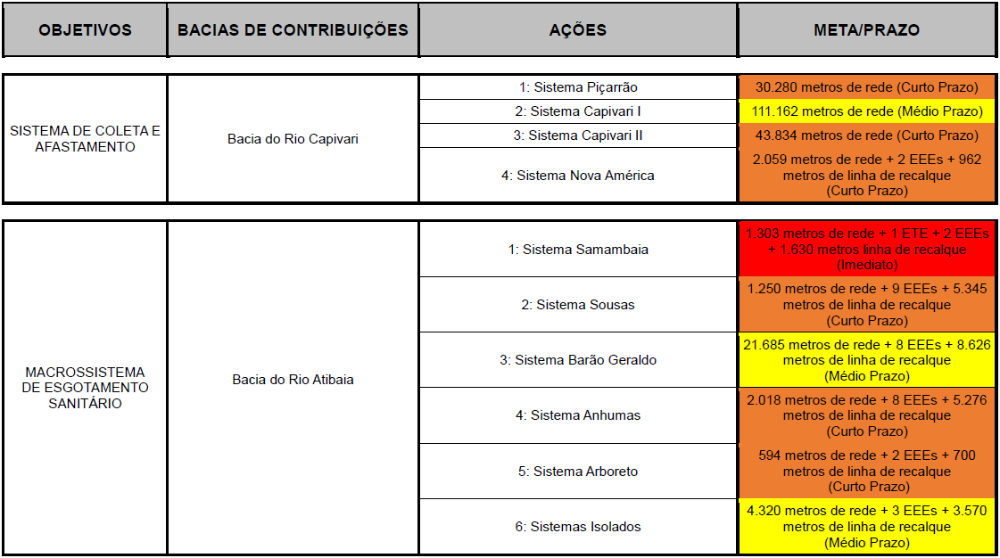 OBJETIVOS
BACIAS DE CONTRIBUIÇÕES
AÇÕES
META/PRAZO
SISTEMA DE COLETA E
AFASTAMENTO
Bacia do Rio Capivari
1: Sistema Piçarrão
30.280 metros de rede (Curto Prazo)
2: Sistema Capivari I
111.162 metros de rede (Médio Prazo)
3: Sistema Capivari II
43.834 metros de rede (Curto Prazo)
4: Sistema Nova América
2.059 metros de rede + 2 EEEs + 962
metros de linha de recalque
(Curto Prazo)
MACROSSISTEMA
DE ESGOTAMENTO
SANITÁRIO
Bacia do Rio Atibaia
1: Sistema Samambaia
1.303 metros de rede + 1 ETE + 2 EEEs
+ 1.630 metros linha de recalque
(Imediato)
2: Sistema Sousas
1.250 metros de rede + 9 EEEs + 5.345
metros de linha de recalque
(Curto Prazo)
3: Sistema Barão Geraldo
21.685 metros de rede + 8 EEEs + 8.626
metros de linha de recalque
(Médio Prazo)
4: Sistema Anhumas
2.018 metros de rede + 8 EEEs + 5.276
metros de linha de recalque
(Curto Prazo)
5: Sistema Arboreto
594 metros de rede + 2 EEEs + 700
metros de linha de recalque
(Curto Prazo)
6: Sistemas Isolados
4.320 metros de rede + 3 EEEs + 3.570
metros de linha de recalque
(Médio Prazo)